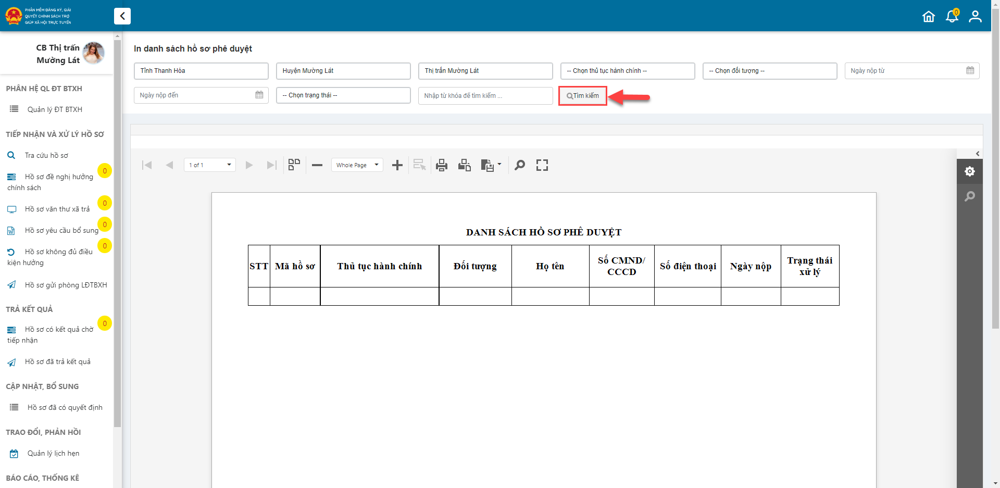 PHẦN MỀM ĐĂNG KÝ, GIẢI
QUYẾT CHÍNH SÁCH TRỢ
GIÚP XÃ HỘI TRỰC TUYẾN
0
CB Thị trấn
Mường Lát
PHÂN HỆ QL ĐT BTXH
Quản lý ĐT BTXH
TIẾP NHẬN VÀ XỬ LÝ HỒ SƠ
Tra cứu hồ sơ
0
Hồ sơ đề nghị hưởng
chính sách
0
Hồ sơ văn thư xã trả
0
Hồ sơ yêu cầu bổ sung
0
Hồ sơ không đủ điều
kiện hưởng
Hồ sơ gửi phòng LĐTBXH
TRẢ KẾT QUẢ
0
Hồ sơ có kết quả chờ
tiếp nhận
Hồ sơ đã trả kết quả
CẬP NHẬT, BỔ SUNG
Hồ sơ đã có quyết định
TRAO ĐỔI, PHẢN HỒI
Quản lý lịch hẹn
BÁO CÁO, THỐNG KÊ
In danh sách hồ sơ phê duyệt
Tỉnh Thanh Hóa
Huyện Mường Lát
Thị trấn Mường Lát
-- Chọn thủ tục hành chính --
-- Chọn đối tượng --
Ngày nộp từ
Ngày nộp đến
-- Chọn trạng thái --
Nhập từ khóa để tìm kiếm ...
Tìm kiếm
1 of 1
Whole Page
DANH SÁCH HỒ SƠ PHÊ DUYỆT
STT
Mã hồ sơ
Thủ tục hành chính
Đối tượng
Họ tên
Số CMND/
CCCD
Số điện thoại
Ngày nộp
Trạng thái
xử lý